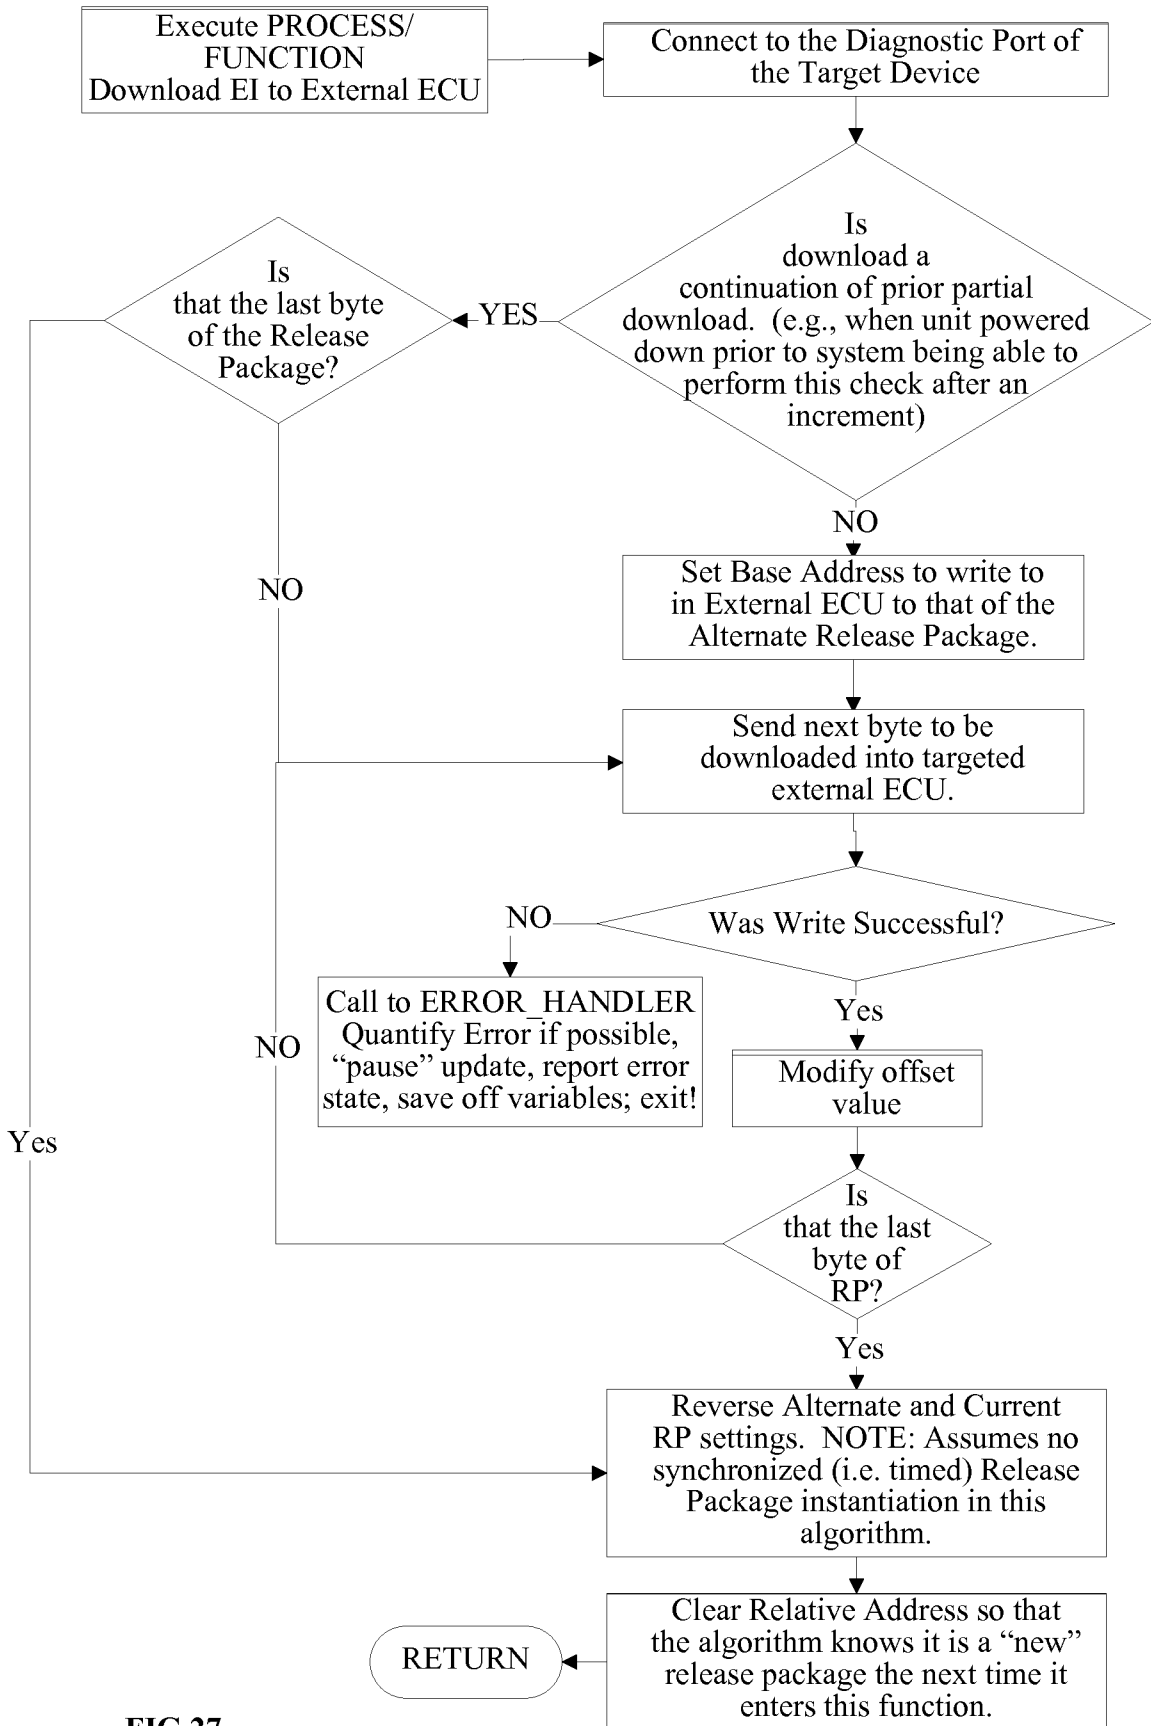 Execute PROCESS/
FUNCTION
Download EI to External ECU
Connect to the Diagnostic Port of
the Target Device
Is
download a
continuation of prior partial
download. (e.g., when unit powered
down prior to system being able to
perform this check after an
increment)
YES
Is
that the last byte
of the Release
Package?
NO
Set Base Address to write to
in External ECU to that of the
Alternate Release Package.
NO
Send next byte to be
downloaded into targeted
external ECU.
Was Write Successful?
NO
Call to ERROR_HANDLER
Quantify Error if possible,
“pause” update, report error
state, save off variables; exit!
Yes
Modify offset
value
NO
Is
that the last
byte of
RP?
Yes
Yes
Reverse Alternate and Current
RP settings. NOTE: Assumes no
synchronized (i.e. timed) Release
Package instantiation in this
algorithm.
Clear Relative Address so that
the algorithm knows it is a “new”
release package the next time it
enters this function.
RETURN
FIG 27